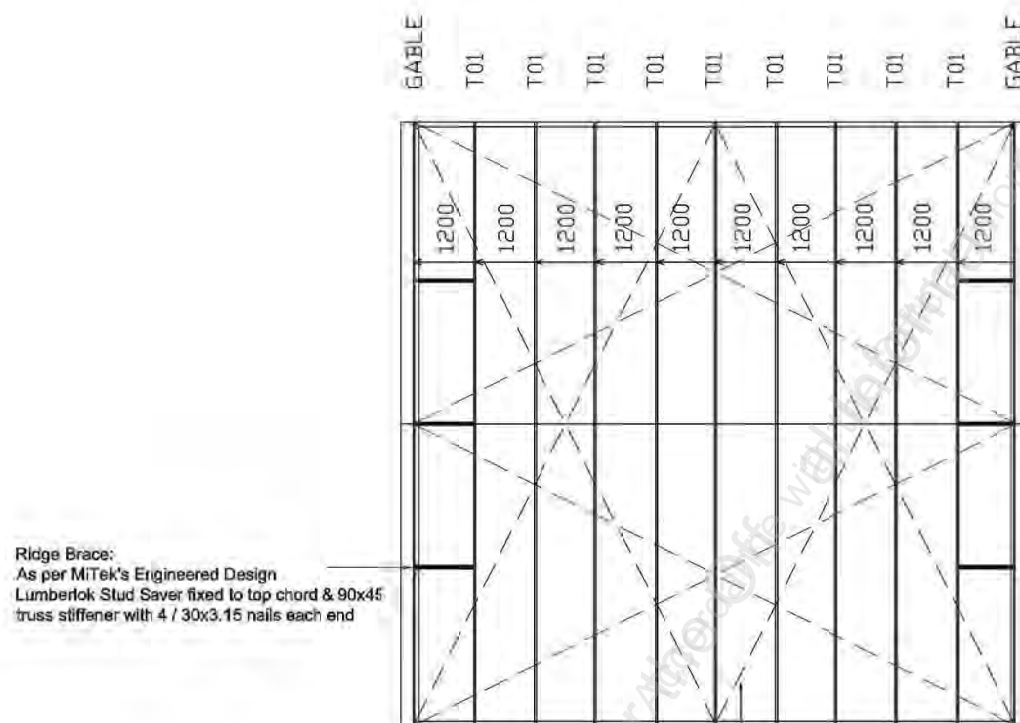 GABLE
T01
T01
T01
T01
T01
T01
T01
T01
T01
GABLE
1200
1200
1200
1200
1200
1200
1200
1200
1200
1200
Ridge Brace:
As per MiTek's Engineered Design
Lumberlok Stud Saver fixed to top chord & 90x45
truss stiffener with 4 / 30x3.15 nails each end